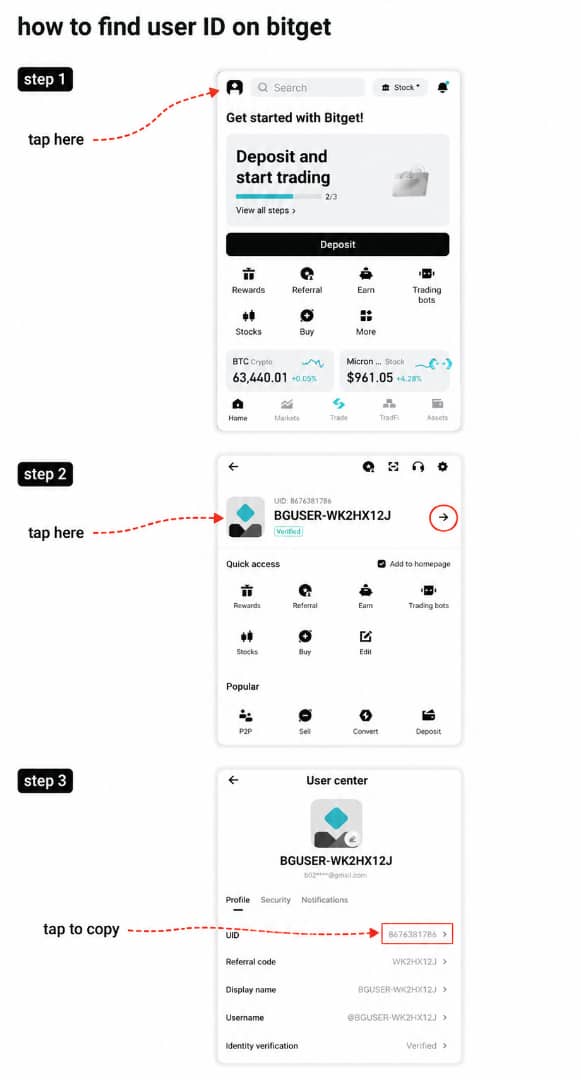 how to find user ID on bitget
step 1
tap here
Search
Stock
Get started with Bitget!
Deposit and
start trading
2/3
View all steps >
Deposit
Rewards
Referral
Earn
Trading
bots
Stocks
Buy
More
BTC Crypto
63,440.01 +0.05%
Micron ... Stock
$961.05 +4.28%
Home
Markets
Trade
TradFi
Assets
step 2
tap here
UID: 8676381786
BGUSER-WK2HX12J
Verified
Quick access
Add to homepage
Rewards
Referral
Earn
Trading bots
Stocks
Buy
Edit
Popular
P2P
Sell
Convert
Deposit
step 3
User center
BGUSER-WK2HX12J
b02****@gmail.com
Profile Security Notifications
tap to copy
UID 8676381786 >
Referral code WK2HX12J >
Display name BGUSER-WK2HX12J >
Username @BGUSER-WK2HX12J >
Identity verification Verified >